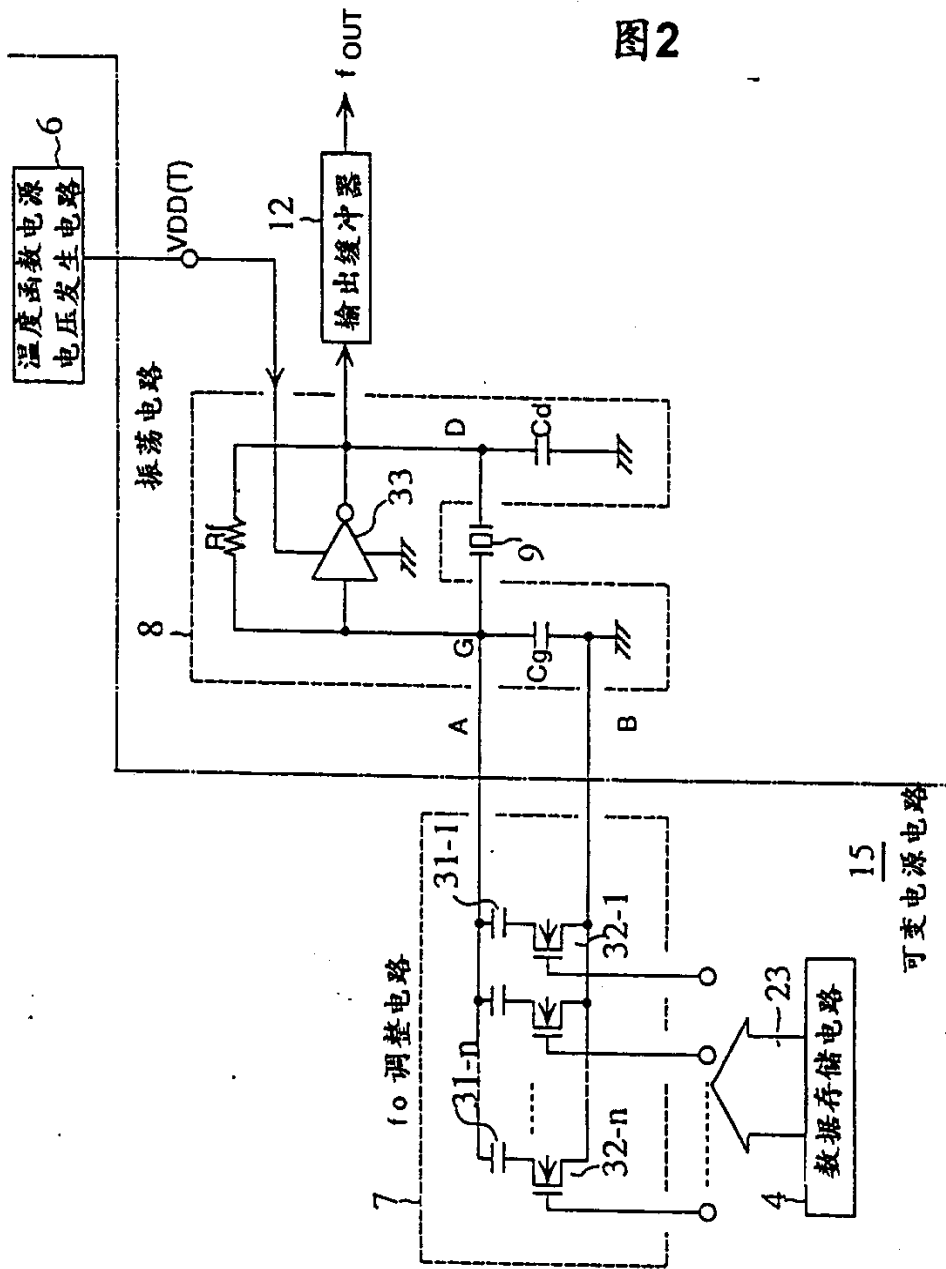 图2
温度函数电源
电压发生电路
6
VDD(T)
f OUT
12
输出缓冲器
振荡电路
8
Rf
33
G
D
9
Cg
Cd
A
B
fo 调整电路
7
31-n
31-1
32-n
32-1
23
4
数据存储电路
15
可变电源电路